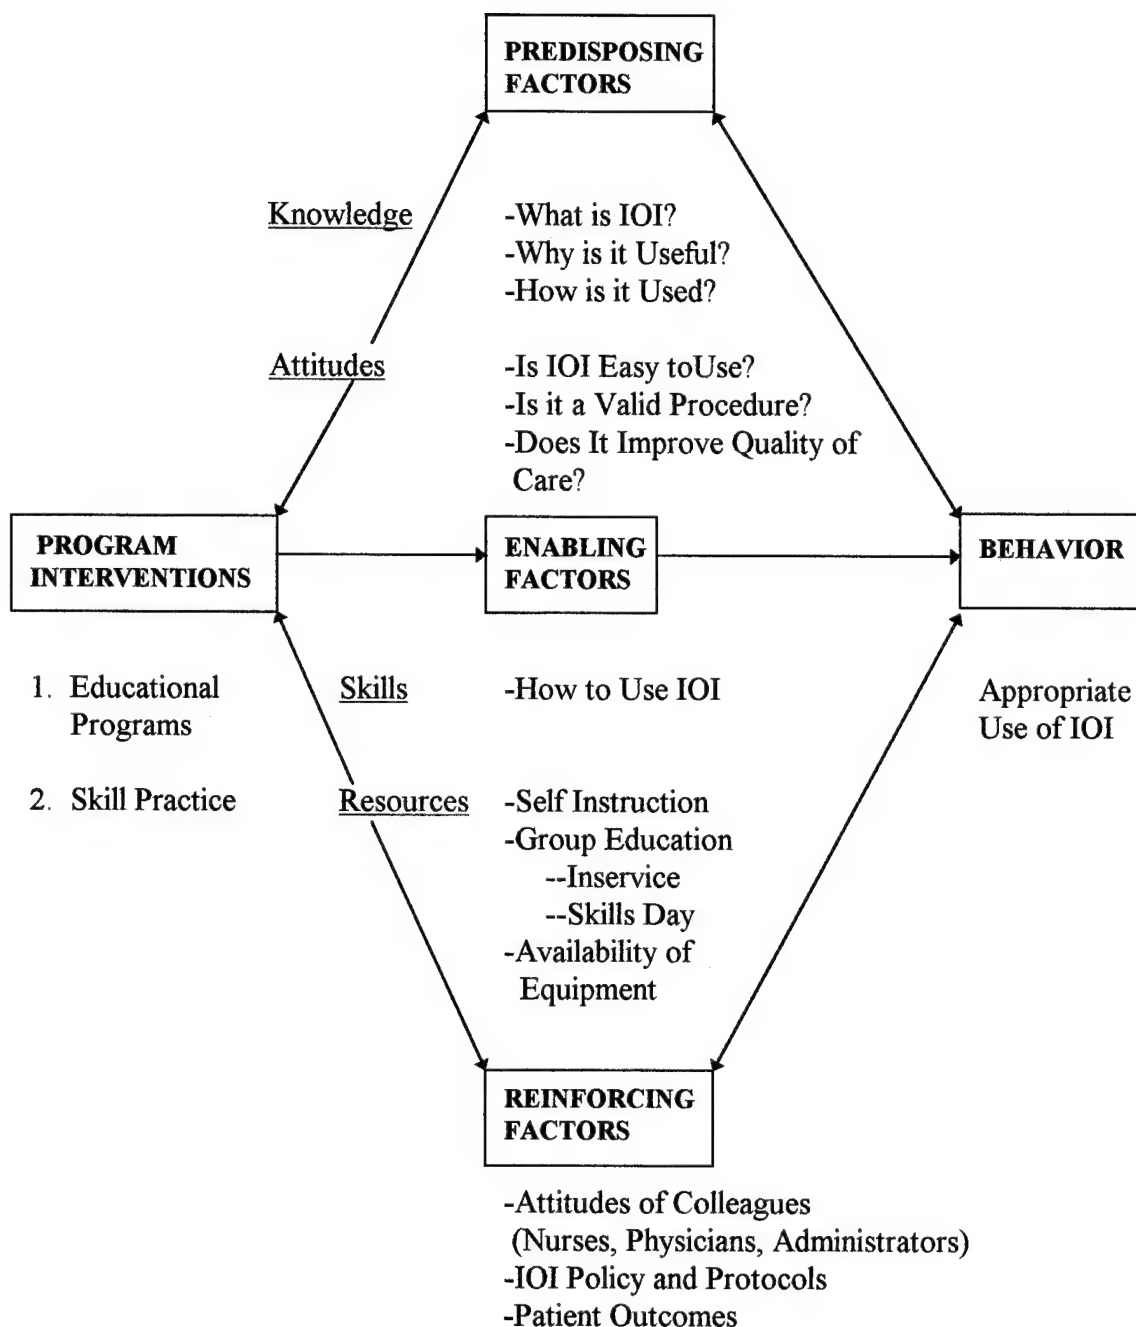 PREDISPOSING
FACTORS
Knowledge
-What is IOI?
-Why is it Useful?
-How is it Used?
Attitudes
-Is IOI Easy toUse?
-Is it a Valid Procedure?
-Does It Improve Quality of
Care?
PROGRAM
INTERVENTIONS
ENABLING
FACTORS
BEHAVIOR
1. Educational
Programs
2. Skill Practice
Skills
-How to Use IOI
Appropriate
Use of IOI
Resources
-Self Instruction
-Group Education
--Inservice
--Skills Day
-Availability of
Equipment
REINFORCING
FACTORS
-Attitudes of Colleagues
(Nurses, Physicians, Administrators)
-IOI Policy and Protocols
-Patient Outcomes